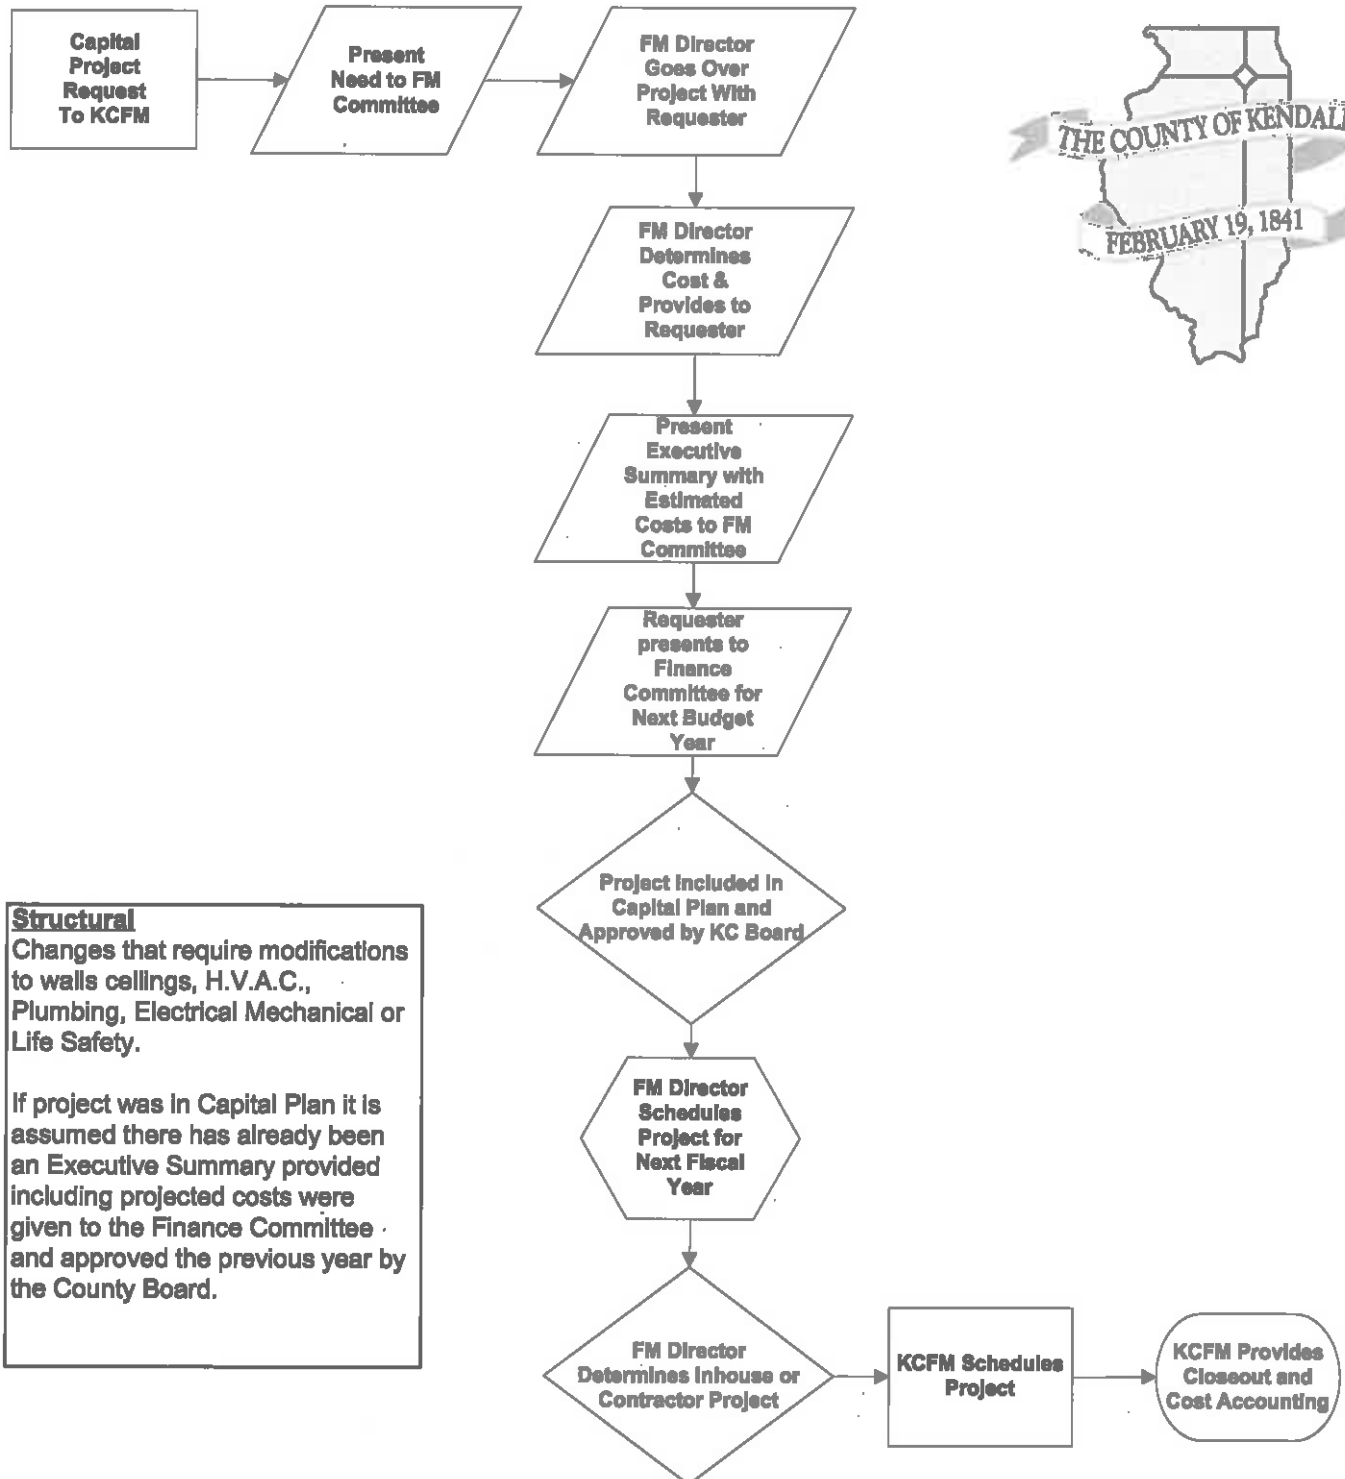 Capital
Project
Request
To KCFM
Present
Need to FM
Committee
FM Director
Goes Over
Project With
Requester
THE COUNTY OF KENDALL
FEBRUARY 19, 1841
FM Director
Determines
Cost &
Provides to
Requester
Present
Executive
Summary with
Estimated
Costs to FM
Committee
Requester
presents to
Finance
Committee for
Next Budget
Year
Project Included in
Capital Plan and
Approved by KC Board
Structural
Changes that require modifications
to walls ceilings, H.V.A.C.,
Plumbing, Electrical Mechanical or
Life Safety.
If project was in Capital Plan it is
assumed there has already been
an Executive Summary provided
including projected costs were
given to the Finance Committee
and approved the previous year by
the County Board.
FM Director
Schedules
Project for
Next Fiscal
Year
FM Director
Determines Inhouse or
Contractor Project
KCFM Schedules
Project
KCFM Provides
Closeout and
Cost Accounting